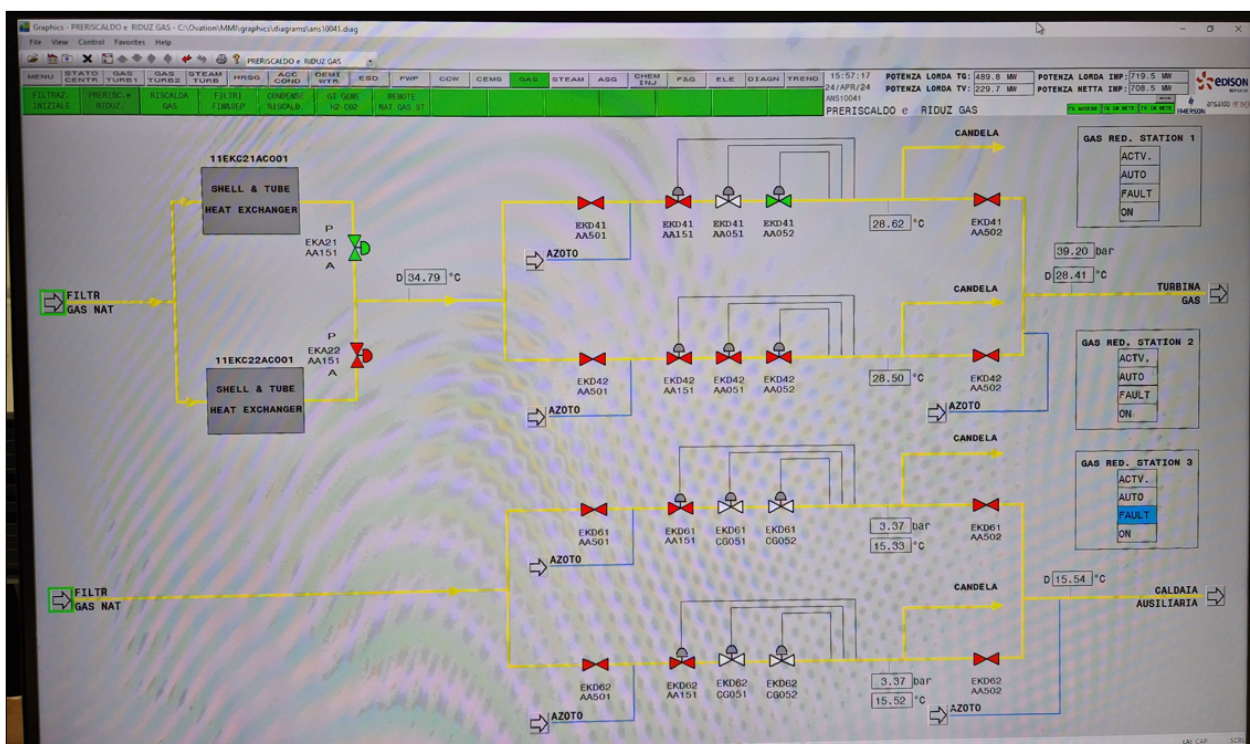 Graphics - PRERISCALDO e RIDUZ GAS - C:\Ovation\MMI\graphics\diagrams\ans10041.diag
File View Control Favorites Help
PRERISCALDO e RIDUZ GAS
MENU STATO CENTR GAS TURB1 GAS TURB2 STEAM TURB HRSG ACC COND DEMI WTR ESD FWP CCW CEMS GAS STEAM ASG CHEM INJ F&G ELE DIAGN TREND
15:57:17
24/APR/24
ANS10041
PRERISCALDO e RIDUZ GAS
POTENZA LORDA TG: 489.8 MW
POTENZA LORDA TV: 229.7 MW
POTENZA LORDA IMP: 719.5 MW
POTENZA NETTA IMP: 708.5 MW
EDISON
EMERSON
FILTRAZ. INIZIALE
PRERISC.e RIDUZ.
RISCALDA GAS
FILTRI FIN&SEP
CONDENSE RISCALD.
GT GENE H2-CO2
REMOTE NAT GAS ST
11EKC21AC001
SHELL & TUBE
HEAT EXCHANGER
P
EKA21
AA151
A
FILTR
GAS NAT
P
EKA22
AA151
A
11EKC22AC001
SHELL & TUBE
HEAT EXCHANGER
D 34.79 °C
CANDELA
EKD41 AA501
EKD41 AA151
EKD41 AA051
EKD41 AA052
28.62 °C
EKD41 AA502
AZOTO
39.20 bar
D 28.41 °C
TURBINA
GAS
CANDELA
EKD42 AA501
EKD42 AA151
EKD42 AA051
EKD42 AA052
28.50 °C
EKD42 AA502
AZOTO
AZOTO
GAS RED. STATION 1
ACTV.
AUTO
FAULT
ON
GAS RED. STATION 2
ACTV.
AUTO
FAULT
ON
GAS RED. STATION 3
ACTV.
AUTO
FAULT
ON
CANDELA
EKD61 AA501
EKD61 AA151
EKD61 CG051
EKD61 CG052
3.37 bar
15.33 °C
EKD61 AA502
AZOTO
FILTR
GAS NAT
D 15.54 °C
CALDAIA
AUSILIARIA
CANDELA
EKD62 AA501
EKD62 AA151
EKD62 CG051
EKD62 CG052
3.37 bar
15.52 °C
EKD62 AA502
AZOTO
AZOTO